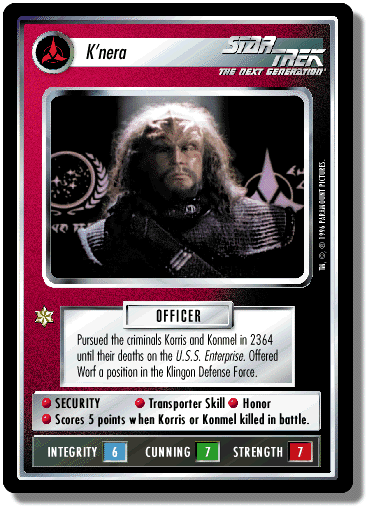 K'nera
STAR TREK
THE NEXT GENERATION
TM, © ® 1996 PARAMOUNT PICTURES.
OFFICER
Pursued the criminals Korris and Konmel in 2364
until their deaths on the U.S.S. Enterprise. Offered
Worf a position in the Klingon Defense Force.
SECURITY Transporter Skill Honor
Scores 5 points when Korris or Konmel killed in battle.
INTEGRITY 6 CUNNING 7 STRENGTH 7